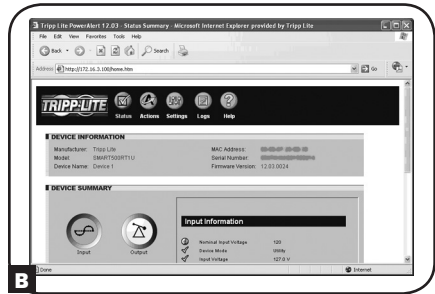 Tripp Lite PowerAlert 12.03 - Status Summary - Microsoft Internet Explorer provided by Tripp Lite
File Edit View Favorites Tools Help
Back Search
Address http://172.16.3.100/home.htm Go
TRIPP·LITE
Status Actions Settings Logs Help
DEVICE INFORMATION
Manufacturer: Tripp Lite MAC Address:
Model: SMART500RT1U Serial Number:
Device Name: Device 1 Firmware Version: 12.03.0024
DEVICE SUMMARY
Input Information
Input Output
Nominal Input Voltage 120
Device Mode Utility
Input Voltage 127.0 V
Done Internet
B